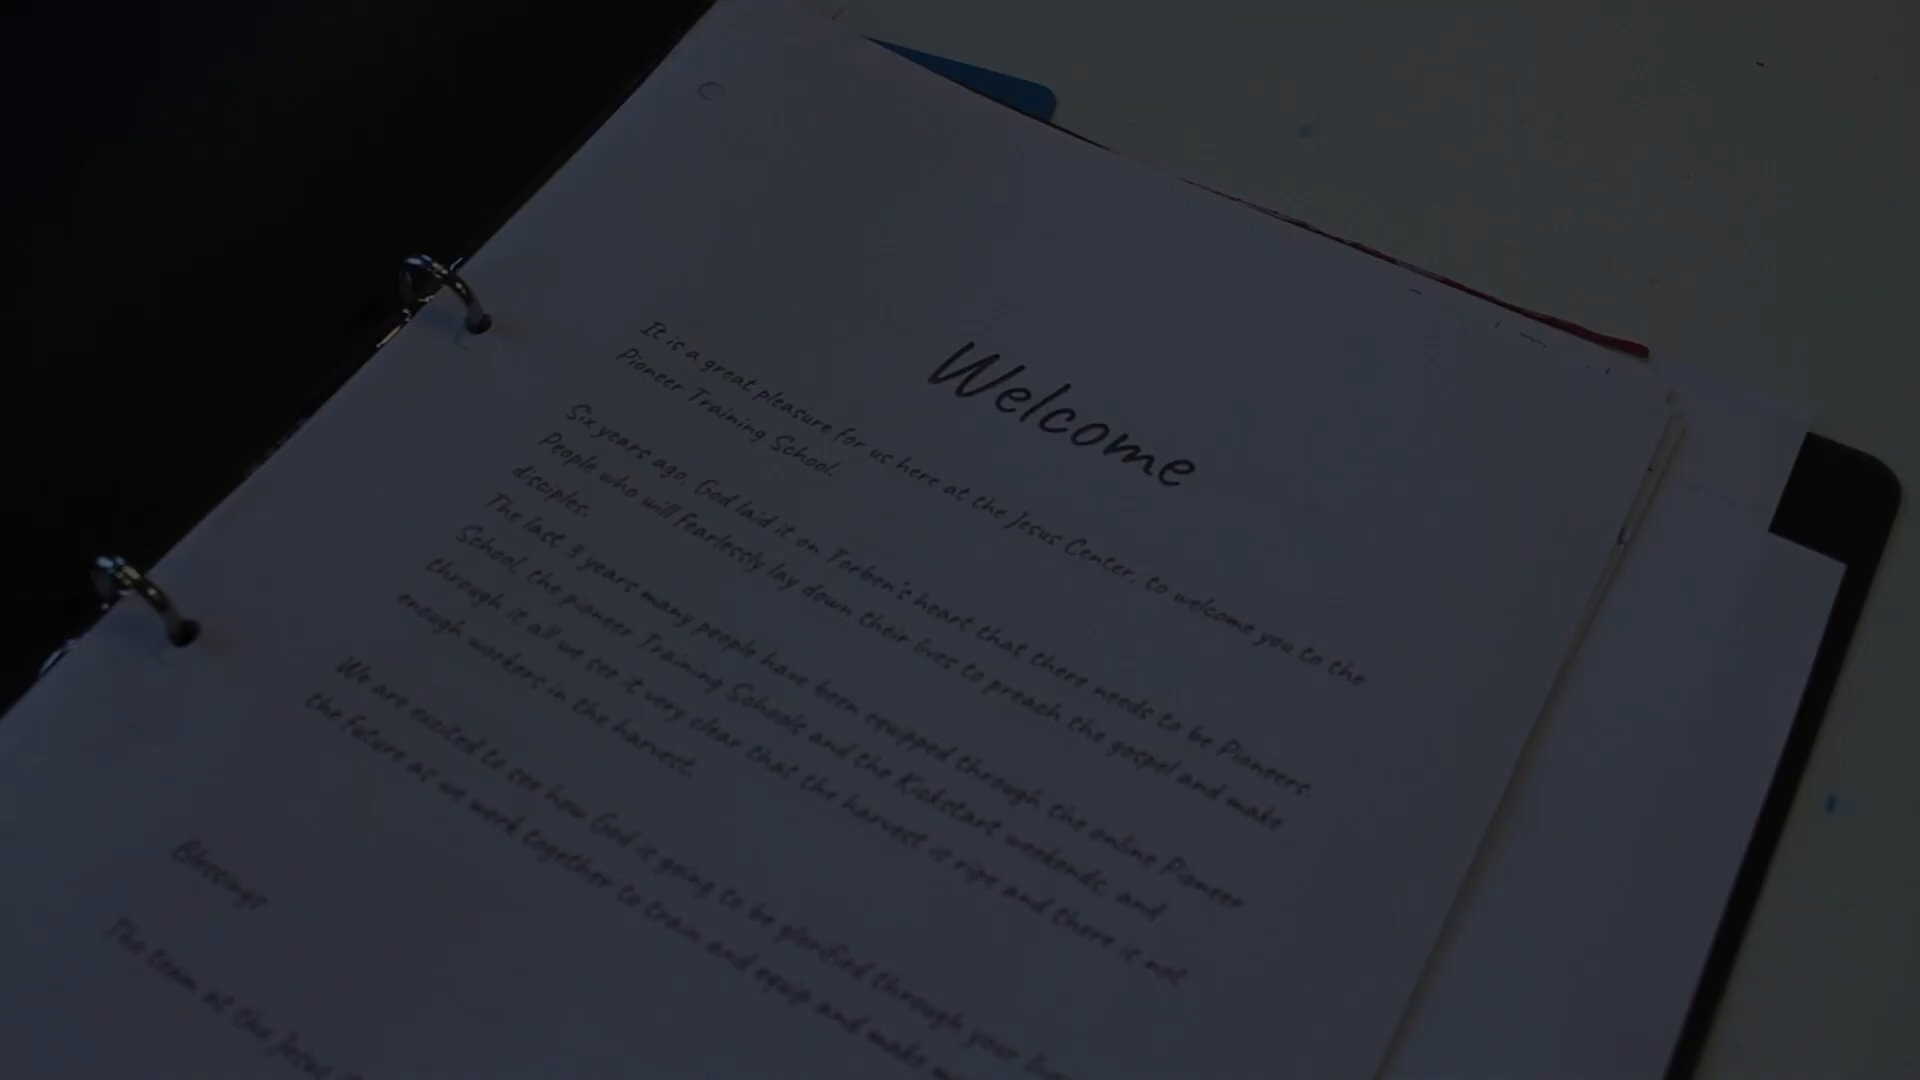 Welcome
It is a great pleasure for us here at the Jesus Center, to welcome you to the
Pioneer Training School.
Six years ago, God laid it on Torben's heart that there needs to be Pioneers.
People who will fearlessly lay down their lives to preach the gospel and make
disciples.
The last 3 years many people have been equipped through the online Pioneer
School, the pioneer Training Schools and the Kickstart weekends, and
through it all we see it very clear that the harvest is ripe and there is not
enough workers in the harvest.
We are excited to see how God is going to be glorified through your
the future as we work together to train and equip and make
Blessings
The team at the Jesus